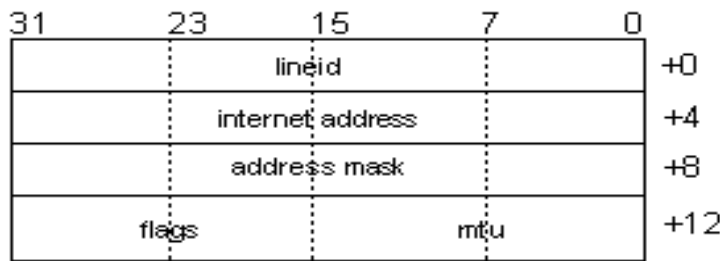 31 23 15 7 0
lineid +0
internet address +4
address mask +8
flags mtu +12